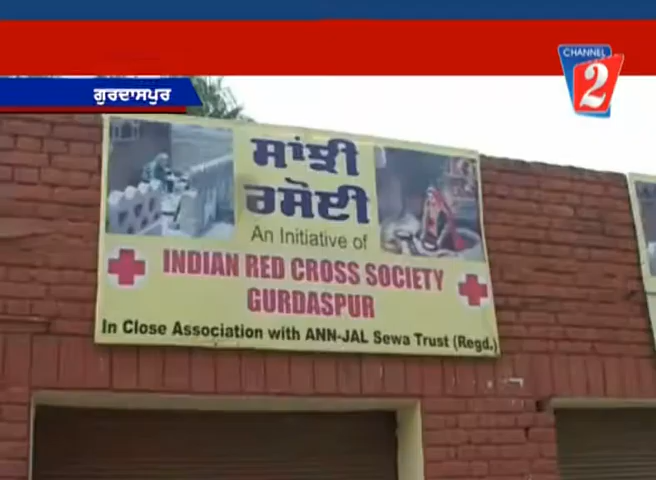 CHANNEL
2
ਗੁਰਦਾਸਪੁਰ
ਸਾਂਝੀ
ਰਸੋਈ
An Initiative of
INDIAN RED CROSS SOCIETY
GURDASPUR
In Close Association with ANN-JAL Sewa Trust (Regd.)